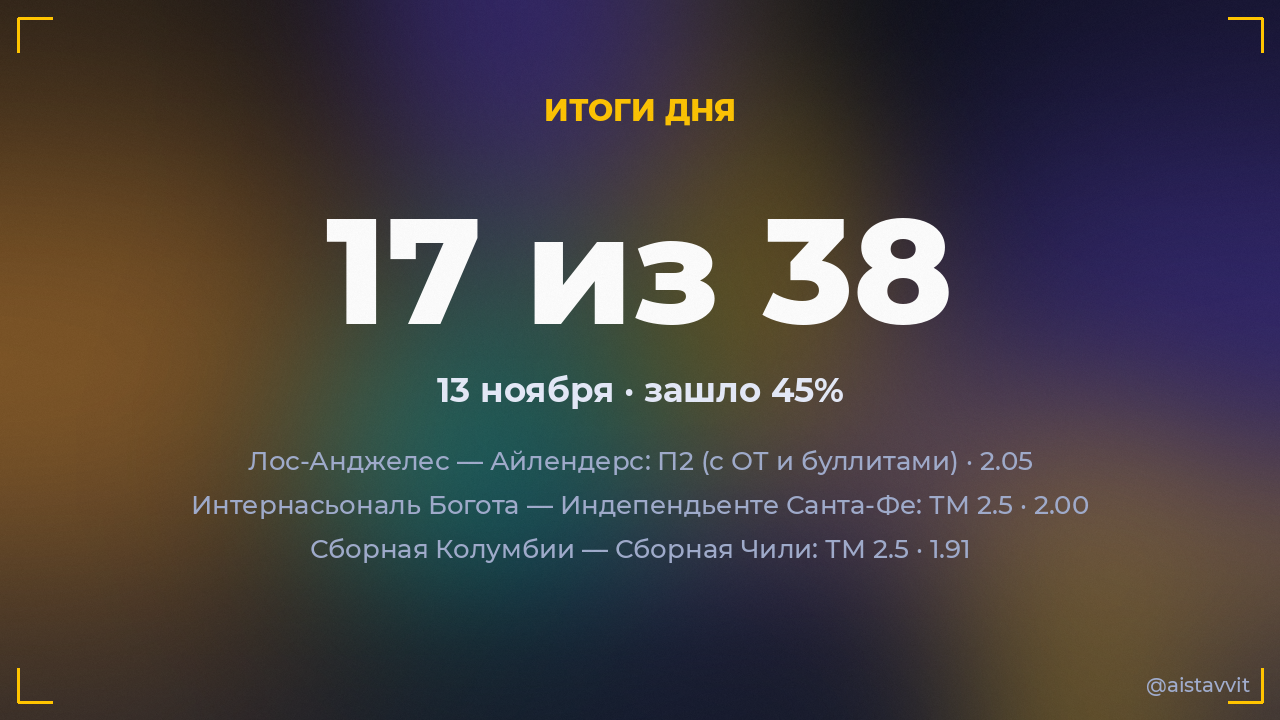 ИТОГИ ДНЯ
17 из 38
13 ноября · зашло 45%
Лос-Анджелес — Айлендерс: П2 (с ОТ и буллитами) · 2.05
Интернасьональ Богота — Индепендьенте Санта-Фе: ТМ 2.5 · 2.00
Сборная Колумбии — Сборная Чили: ТМ 2.5 · 1.91
@aistavvit